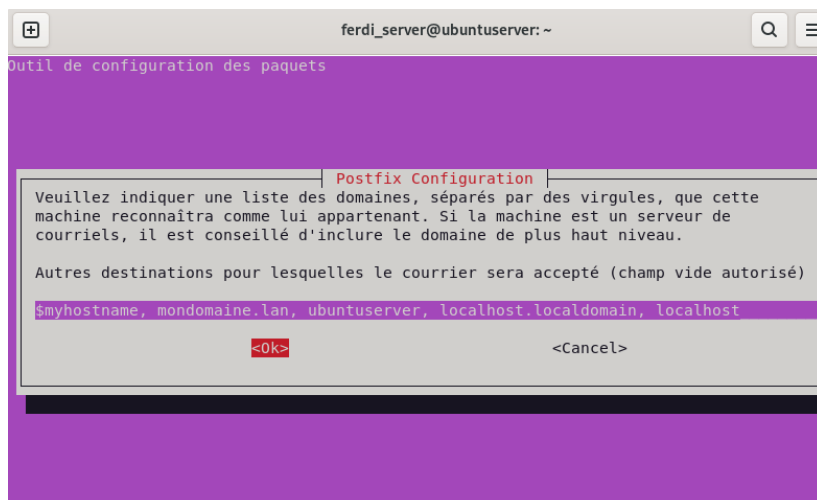 ferdi_server@ubuntuserver: ~
Outil de configuration des paquets
Postfix Configuration
Veuillez indiquer une liste des domaines, séparés par des virgules, que cette
machine reconnaîtra comme lui appartenant. Si la machine est un serveur de
courriels, il est conseillé d'inclure le domaine de plus haut niveau.
Autres destinations pour lesquelles le courrier sera accepté (champ vide autorisé)
$myhostname, mondomaine.lan, ubuntuserver, localhost.localdomain, localhost
<Ok> <Cancel>